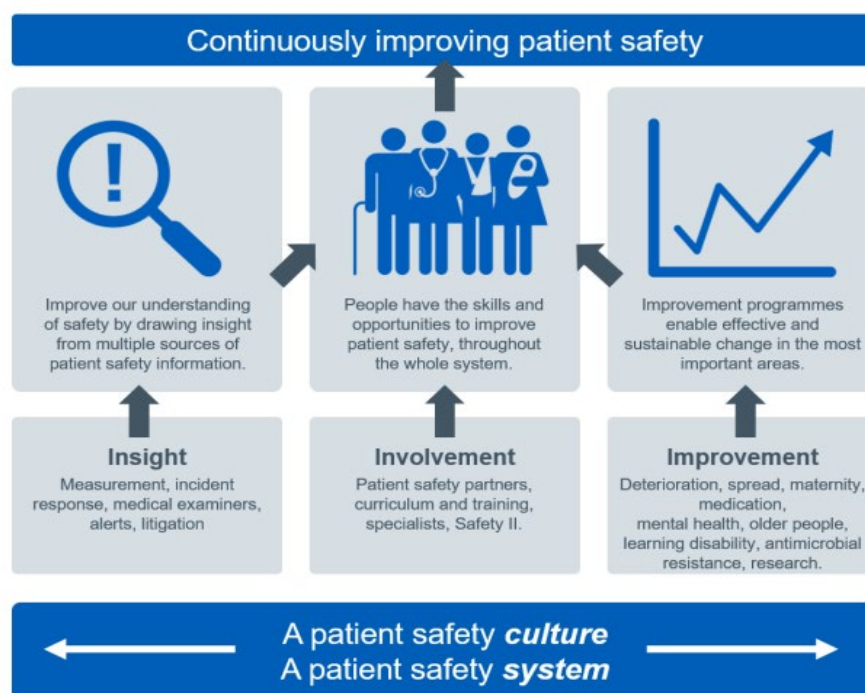 Continuously improving patient safety
!
Improve our understanding
of safety by drawing insight
from multiple sources of
patient safety information.
People have the skills and
opportunities to improve
patient safety, throughout
the whole system.
Improvement programmes
enable effective and
sustainable change in the most
important areas.
Insight
Measurement, incident
response, medical examiners,
alerts, litigation
Involvement
Patient safety partners,
curriculum and training,
specialists, Safety II.
Improvement
Deterioration, spread, maternity,
medication,
mental health, older people,
learning disability, antimicrobial
resistance, research.
A patient safety culture
A patient safety system